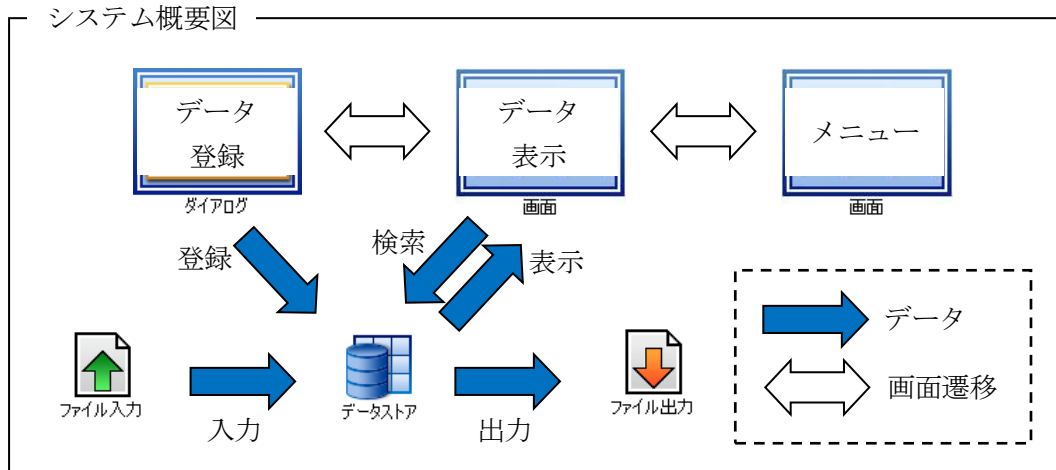 システム概要図
データ
登録
データ
表示
メニュー
ダイアログ
画面
画面
登録
検索
表示
データ
画面遷移
ファイル入力
入力
データストア
出力
ファイル出力